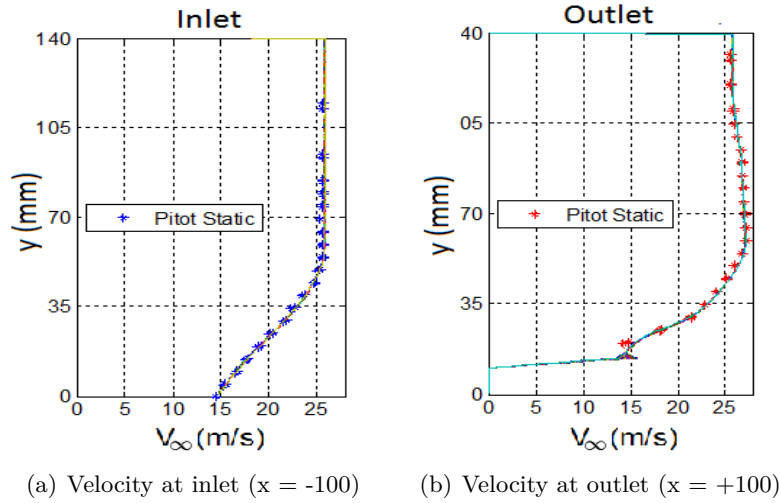 Inlet
140
105
70
35
0
y (mm)
Pitot Static
0 5 10 15 20 25
V∞(m/s)
(a) Velocity at inlet (x = -100)
Outlet
40
05
70
35
0
y (mm)
Pitot Static
0 5 10 15 20 25
V∞(m/s)
(b) Velocity at outlet (x = +100)